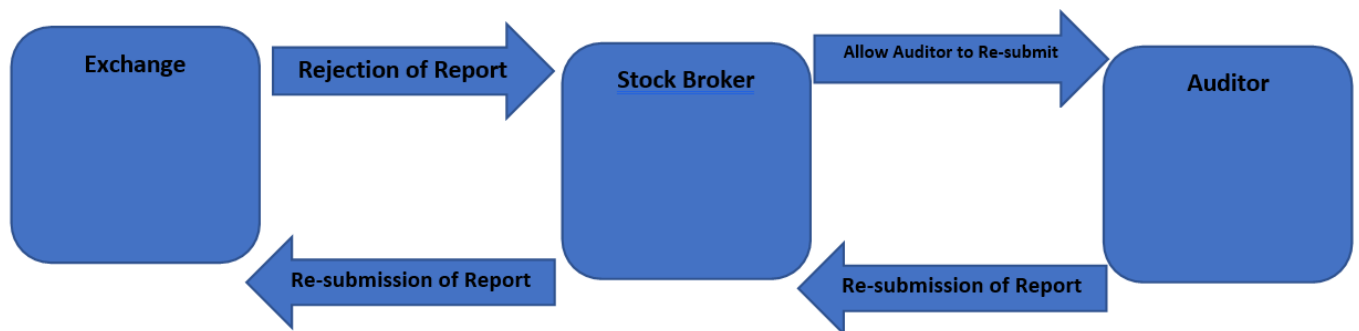 Exchange
Rejection of Report
Stock Broker
Allow Auditor to Re-submit
Auditor
Re-submission of Report
Re-submission of Report